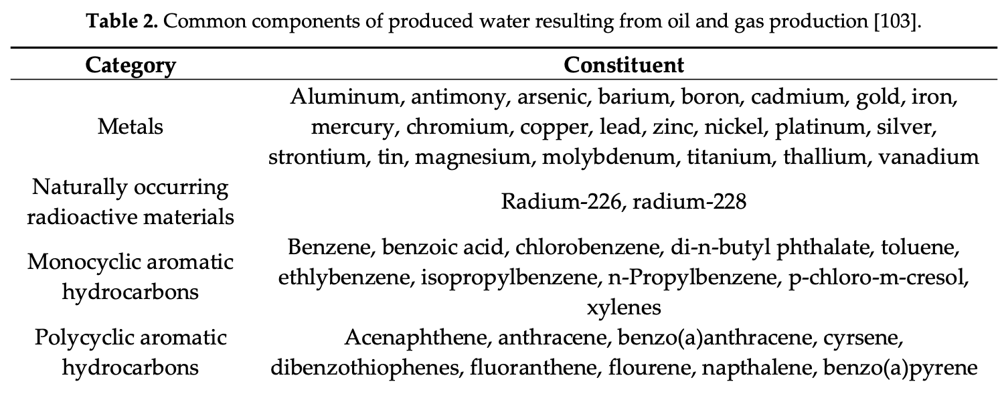 Table 2. Common components of produced water resulting from oil and gas production [103].
Category Constituent
Metals
Aluminum, antimony, arsenic, barium, boron, cadmium, gold, iron,
mercury, chromium, copper, lead, zinc, nickel, platinum, silver,
strontium, tin, magnesium, molybdenum, titanium, thallium, vanadium
Naturally occurring
radioactive materials
Radium-226, radium-228
Monocyclic aromatic
hydrocarbons
Benzene, benzoic acid, chlorobenzene, di-n-butyl phthalate, toluene,
ethlybenzene, isopropylbenzene, n-Propylbenzene, p-chloro-m-cresol,
xylenes
Polycyclic aromatic
hydrocarbons
Acenaphthene, anthracene, benzo(a)anthracene, cyrsene,
dibenzothiophenes, fluoranthene, flourene, napthalene, benzo(a)pyrene